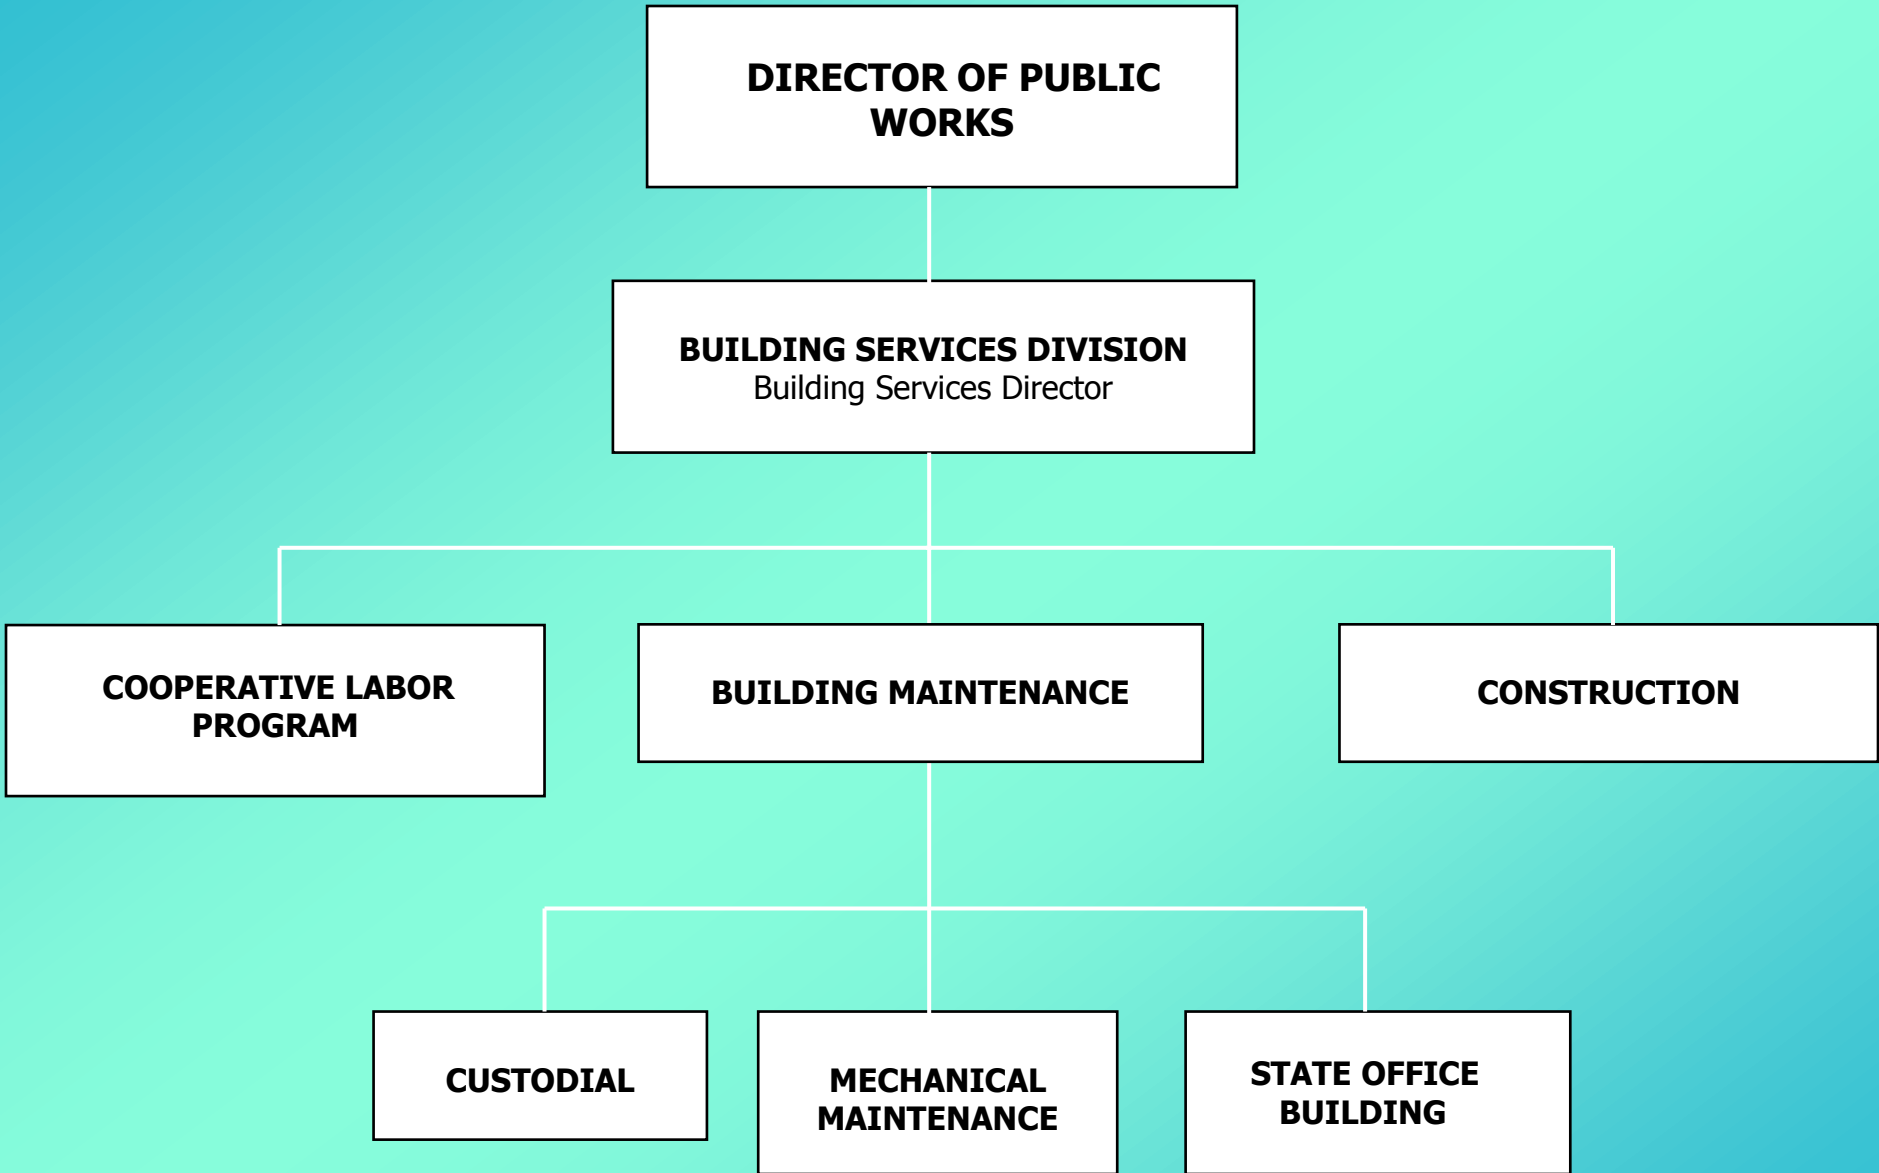 DIRECTOR OF PUBLIC
WORKS
BUILDING SERVICES DIVISION
Building Services Director
COOPERATIVE LABOR
PROGRAM
BUILDING MAINTENANCE
CONSTRUCTION
CUSTODIAL
MECHANICAL
MAINTENANCE
STATE OFFICE
BUILDING